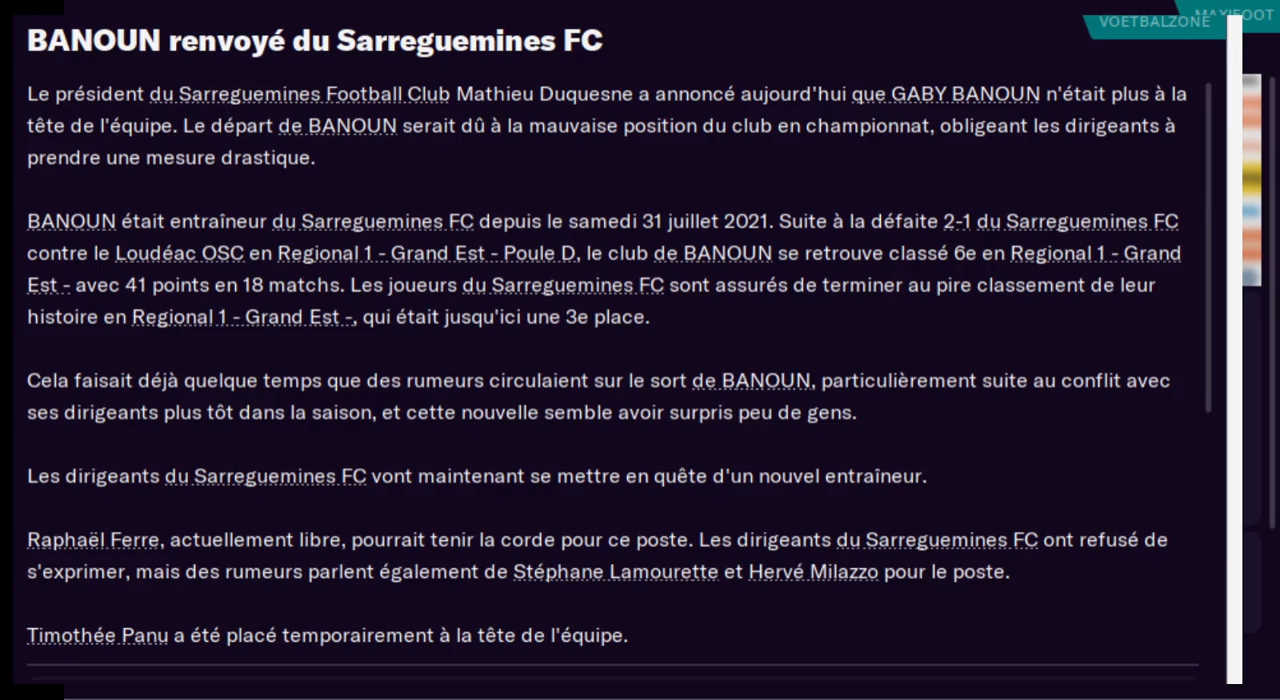 MAXIFOOT
VOETBALZONE
BANOUN renvoyé du Sarreguemines FC
Le président du Sarreguemines Football Club Mathieu Duquesne a annoncé aujourd'hui que GABY BANOUN n'était plus à la
tête de l'équipe. Le départ de BANOUN serait dû à la mauvaise position du club en championnat, obligeant les dirigeants à
prendre une mesure drastique.
BANOUN était entraîneur du Sarreguemines FC depuis le samedi 31 juillet 2021. Suite à la défaite 2-1 du Sarreguemines FC
contre le Loudéac OSC en Regional 1 - Grand Est - Poule D, le club de BANOUN se retrouve classé 6e en Regional 1 - Grand
Est - avec 41 points en 18 matchs. Les joueurs du Sarreguemines FC sont assurés de terminer au pire classement de leur
histoire en Regional 1 - Grand Est -, qui était jusqu'ici une 3e place.
Cela faisait déjà quelque temps que des rumeurs circulaient sur le sort de BANOUN, particulièrement suite au conflit avec
ses dirigeants plus tôt dans la saison, et cette nouvelle semble avoir surpris peu de gens.
Les dirigeants du Sarreguemines FC vont maintenant se mettre en quête d'un nouvel entraîneur.
Raphaël Ferre, actuellement libre, pourrait tenir la corde pour ce poste. Les dirigeants du Sarreguemines FC ont refusé de
s'exprimer, mais des rumeurs parlent également de Stéphane Lamourette et Hervé Milazzo pour le poste.
Timothée Panu a été placé temporairement à la tête de l'équipe.